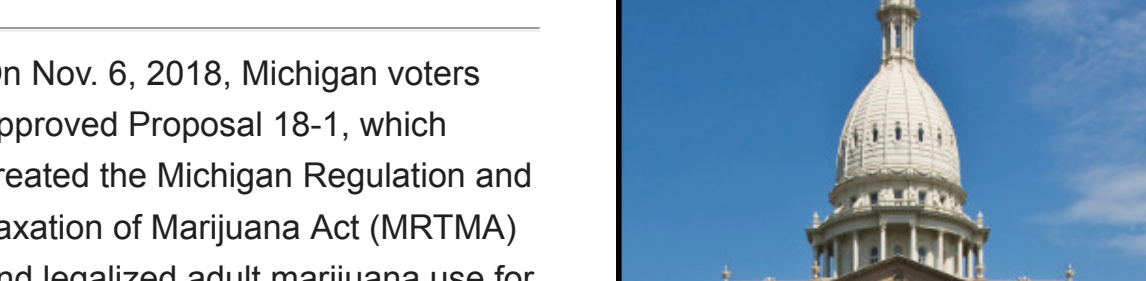 n Nov. 6, 2018, Michigan voters
pproved Proposal 18-1, which
reated the Michigan Regulation and
axation of Marijuana Act (MRTMA)
nd legalized adult marijuana use for